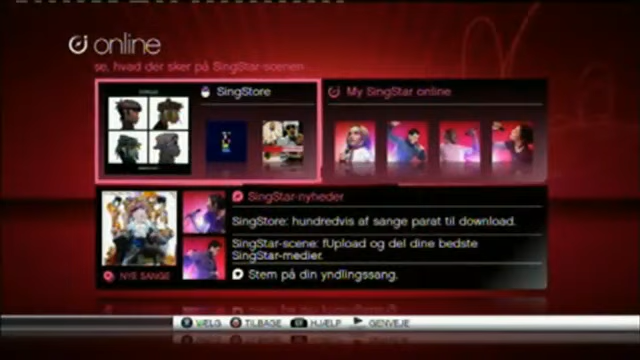 online
se, hvad der sker på SingStar-scenen
SingStore
My SingStar online
SingStar-nyheder
SingStore: hundredvis af sange parat til download.
SingStar-scene: fUpload og del dine bedste
SingStar-medier.
NYE SANGE
Stem på din yndlingssang.
VÆLG TILBAGE HJÆLP GENVEJE